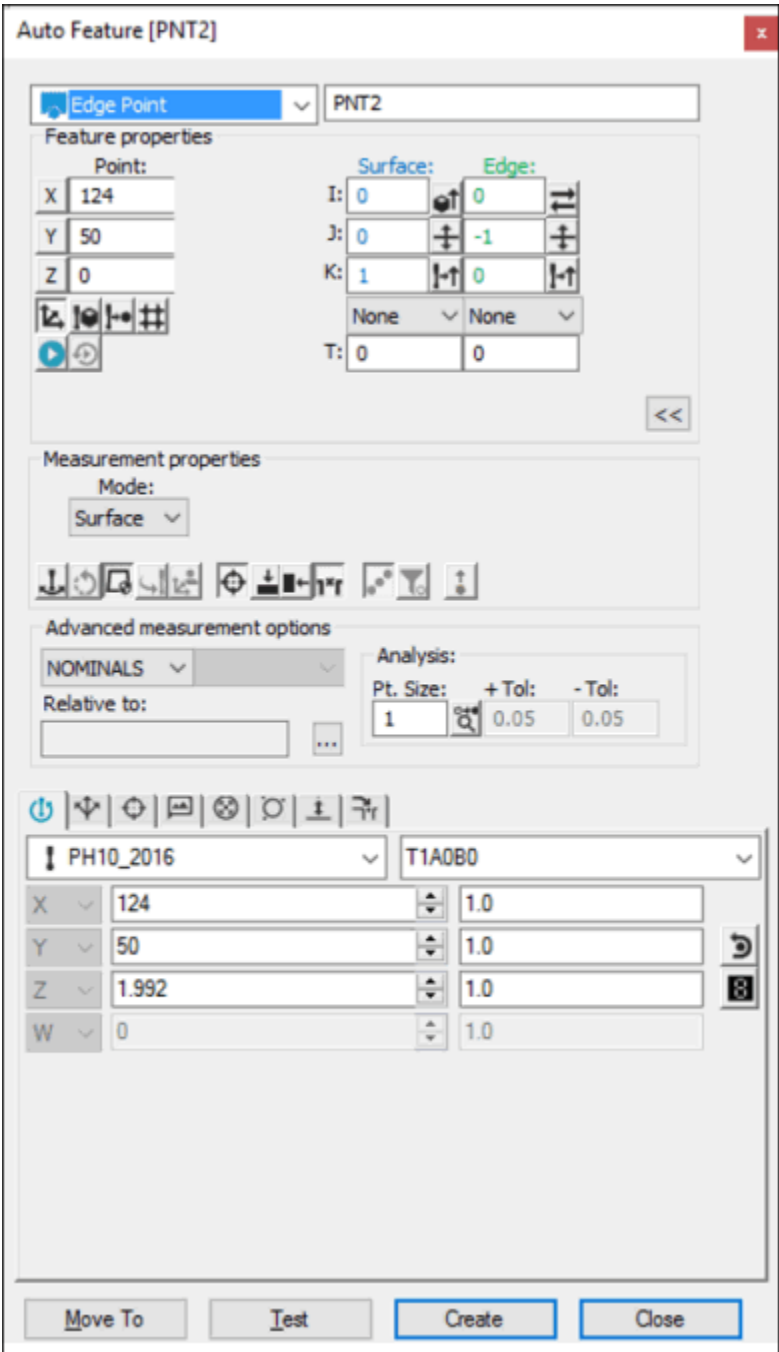 Auto Feature [PNT2]
x
Edge Point PNT2
Feature properties
Point: Surface: Edge:
X 124 I: 0 0
Y 50 J: 0 -1
Z 0 K: 1 0
None None
T: 0 0
<<
Measurement properties
Mode:
Surface
Advanced measurement options
NOMINALS
Analysis:
Relative to:
Pt. Size: + Tol: - Tol:
1 0.05 0.05
...
PH10_2016 T1A0B0
X 124 1.0
Y 50 1.0
Z 1.992 1.0
8
W 0 1.0
Move To Test Create Close